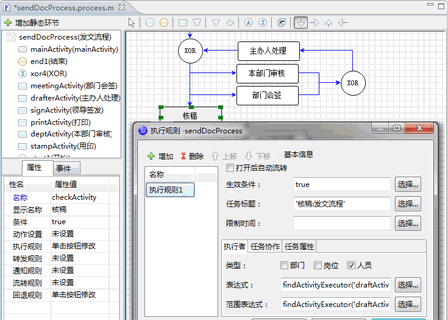 *sendDocProcess.process.m
增加静态环节
sendDocProcess(发文流程)
mainActivity(mainActivity)
end1(结束)
xor4(XOR)
meetingActivity(部门会签)
drafterActivity(主办人处理)
signActivity(领导签发)
printActivity(打印)
deptActivity(本部门审核)
stampActivity(用印)
属性 事件
性名 属性值
名称 checkActivity
显示名称 核稿
条件 true
动作设置 未设置
执行规则 单击按钮修改
转发规则 未设置
通知规则 未设置
流转规则 未设置
回退规则 单击按钮修改
XOR
主办人处理
本部门审核
部门会签
XOR
核稿
执行规则 -sendDocProcess
增加 删除 上移 下移
名称
执行规则1
基本信息
打开后自动流转
生效条件： true 选择...
任务标题： '核稿:发文流程' 选择...
限制时间： 选择...
执行者 任务协作 任务属性
类型： 部门 岗位 人员
表达式： findActivityExecutor('draftActiv 选择...
范围表达式： findActivityExecutor('draftActiv 选择...